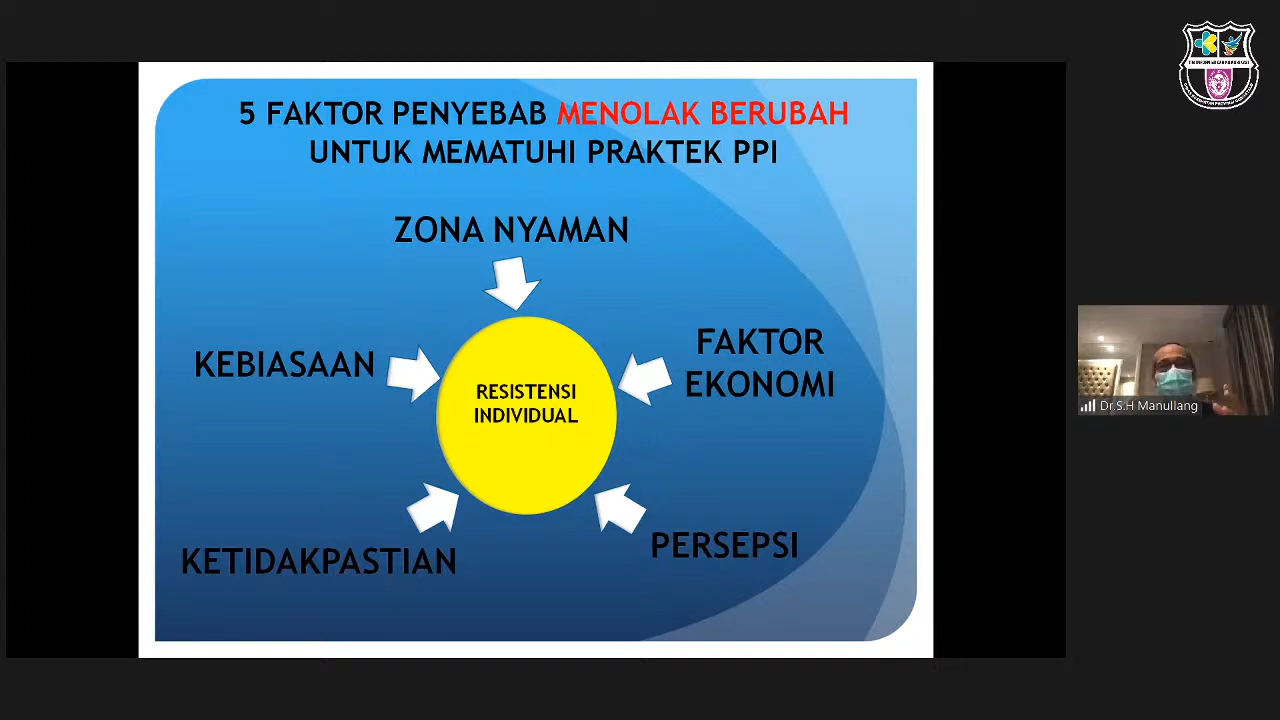 5 FAKTOR PENYEBAB MENOLAK BERUBAH
UNTUK MEMATUHI PRAKTEK PPI
ZONA NYAMAN
KEBIASAAN
FAKTOR
EKONOMI
RESISTENSI
INDIVIDUAL
KETIDAKPASTIAN
PERSEPSI
Dr.S.H Manullang